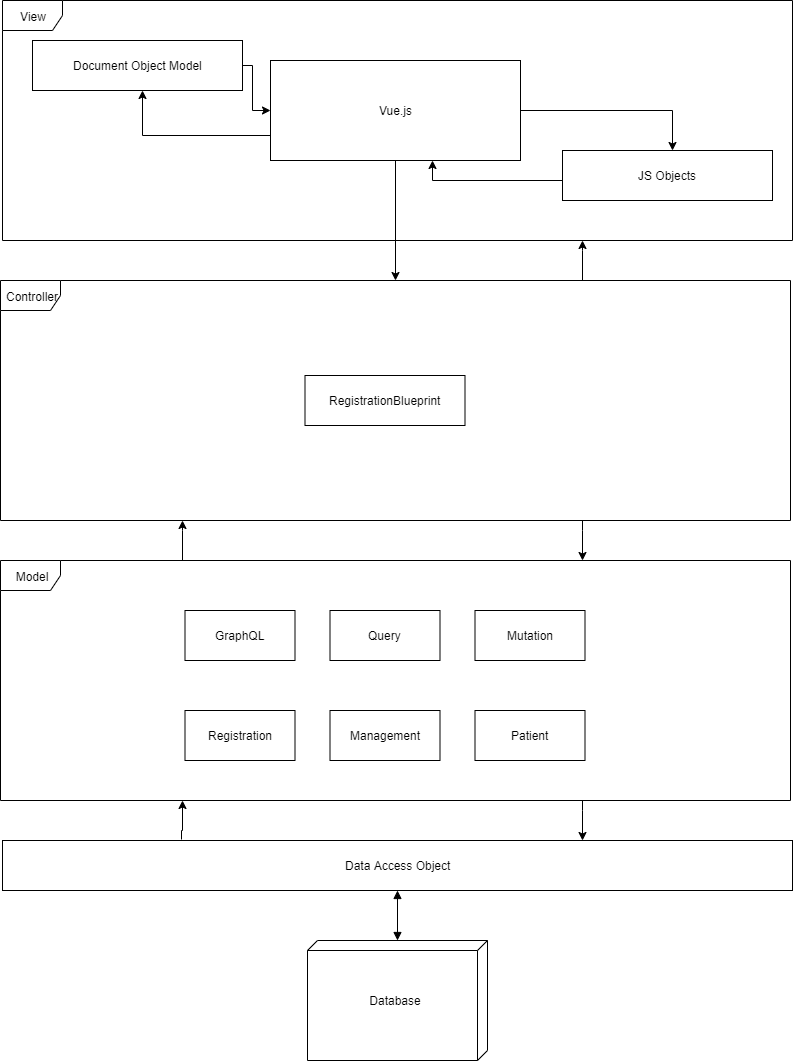 View
Document Object Model
Vue.js
JS Objects
Controller
RegistrationBlueprint
Model
GraphQL
Query
Mutation
Registration
Management
Patient
Data Access Object
Database